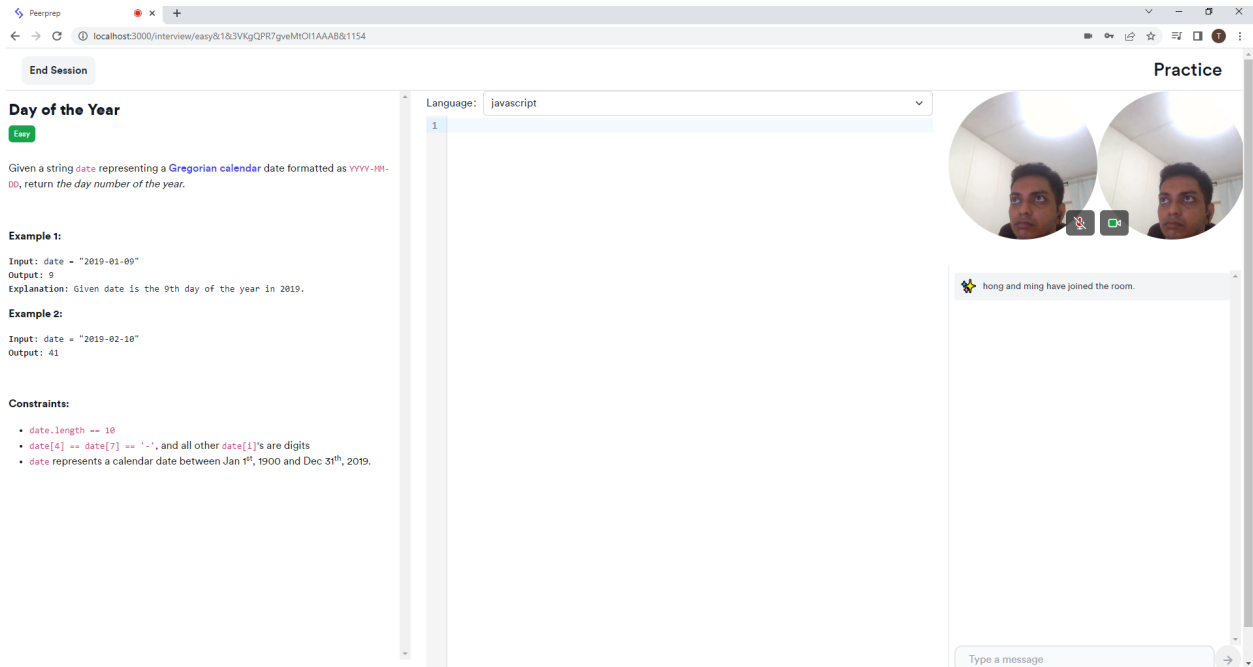 Peerprep
localhost:3000/interview/easy&1&3VKgQPR7gveMtOI1AAAB&1154
T
End Session
Practice
Day of the Year
Easy
Given a string date representing a Gregorian calendar date formatted as YYYY-MM-
DD, return the day number of the year.
Example 1:
Input: date = "2019-01-09"
Output: 9
Explanation: Given date is the 9th day of the year in 2019.
Example 2:
Input: date = "2019-02-10"
Output: 41
Constraints:
date.length == 10
date[4] == date[7] == '-', and all other date[i]'s are digits
date represents a calendar date between Jan 1st, 1900 and Dec 31th, 2019.
Language: javascript
1
hong and ming have joined the room.
Type a message